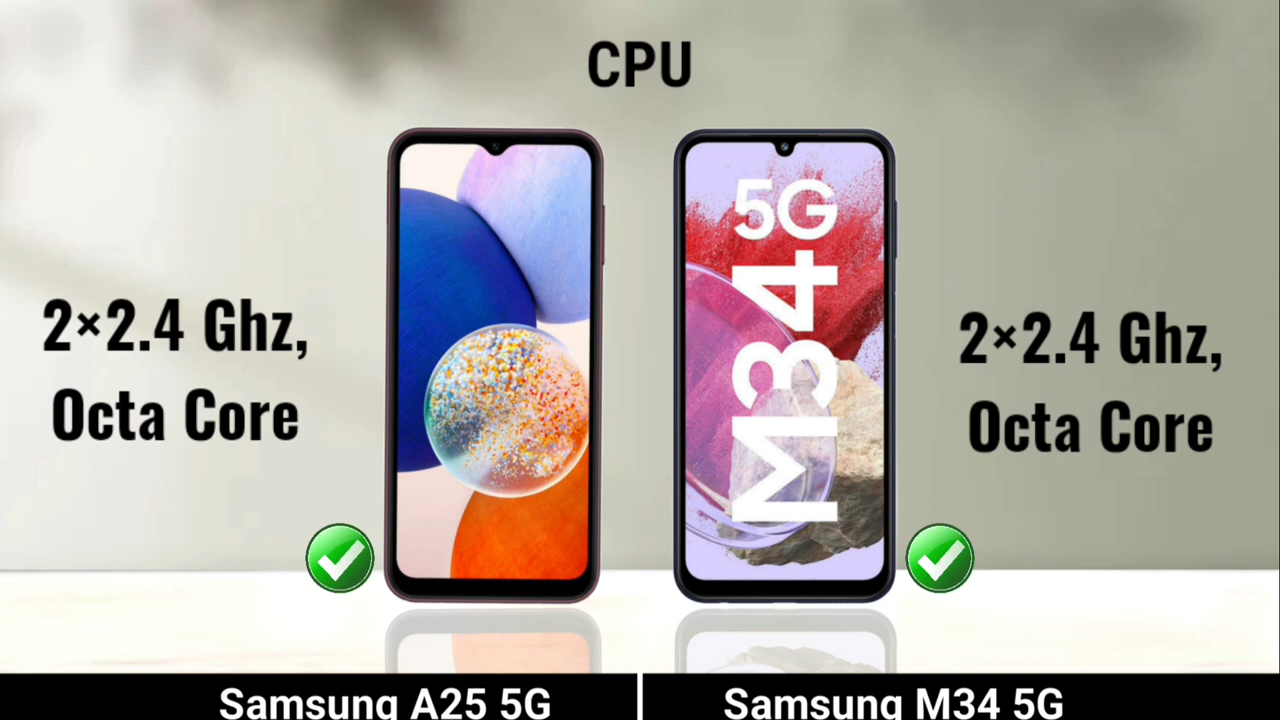 CPU
2×2.4 Ghz,
Octa Core
5G
M34
2×2.4 Ghz,
Octa Core
Samsung A25 5G
Samsung M34 5G